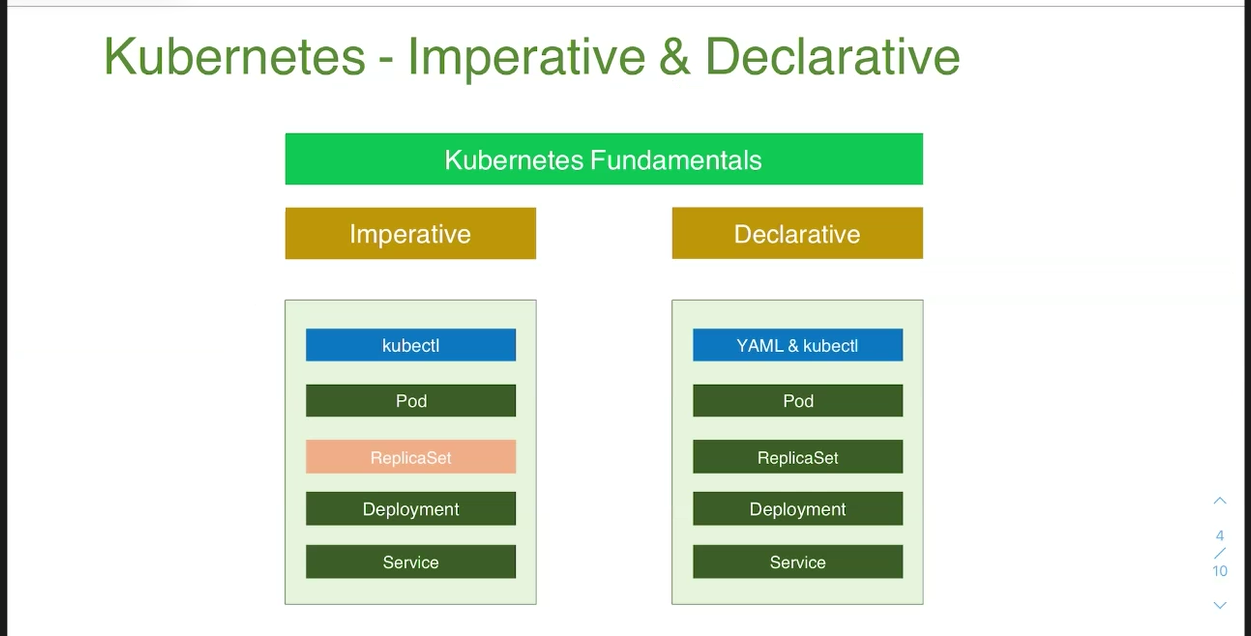 Kubernetes - Imperative & Declarative
Kubernetes Fundamentals
Imperative
Declarative
kubectl
Pod
ReplicaSet
Deployment
Service
YAML & kubectl
Pod
ReplicaSet
Deployment
Service
4
/
10